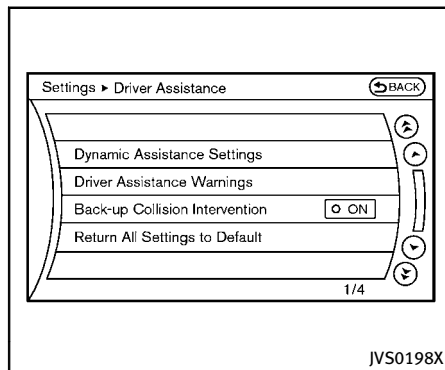 Settings ▸ Driver Assistance
BACK
Dynamic Assistance Settings
Driver Assistance Warnings
Back-up Collision Intervention ON
Return All Settings to Default
1/4
JVS0198X